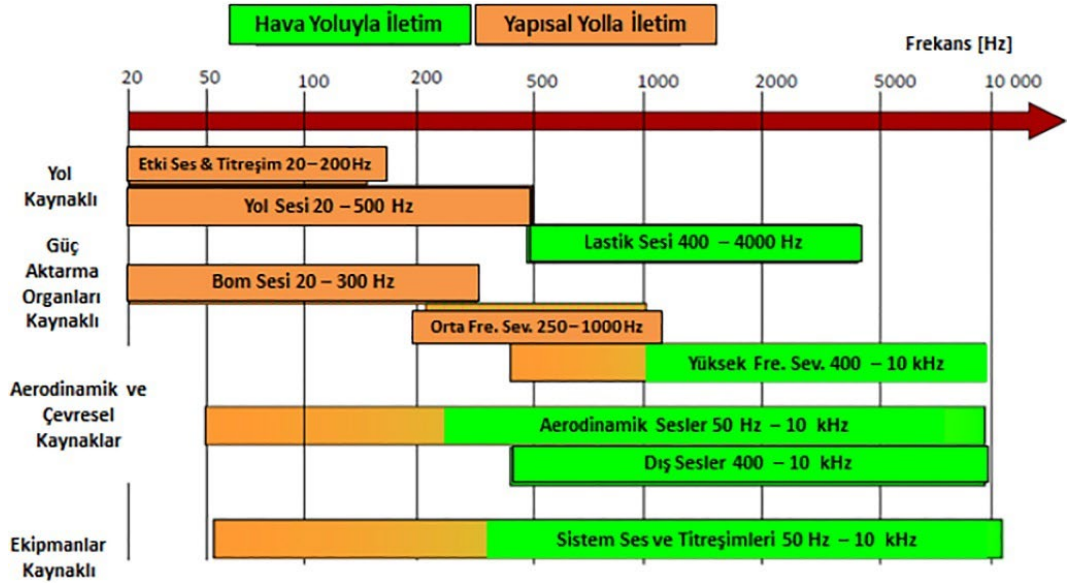 Hava Yoluyla İletim
Yapısal Yolla İletim
Frekans [Hz]
20 50 100 200 500 1000 2000 5000 10 000
Yol
Kaynaklı
Etki Ses & Titreşim 20–200Hz
Yol Sesi 20 – 500 Hz
Lastik Sesi 400 – 4000 Hz
Güç
Aktarma
Organları
Kaynaklı
Bom Sesi 20 – 300 Hz
Orta Fre. Sev. 250–1000Hz
Yüksek Fre. Sev. 400 – 10 kHz
Aerodinamik ve
Çevresel
Kaynaklar
Aerodinamik Sesler 50 Hz – 10 kHz
Dış Sesler 400 – 10 kHz
Ekipmanlar
Kaynaklı
Sistem Ses ve Titreşimleri 50 Hz – 10 kHz